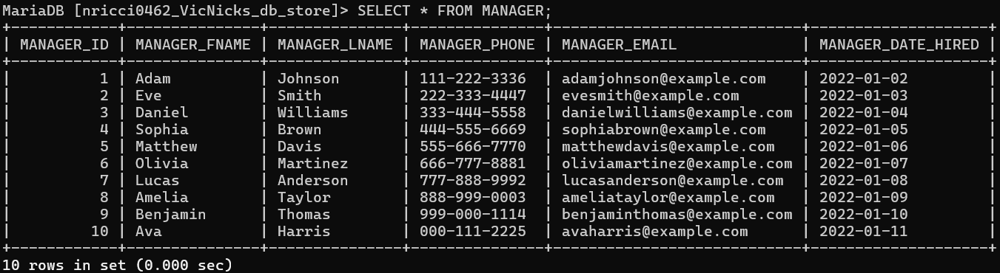 MariaDB [nricci0462_VicNicks_db_store]> SELECT * FROM MANAGER;
+------------+---------------+---------------+---------------+----------------------------+--------------------+
| MANAGER_ID | MANAGER_FNAME | MANAGER_LNAME | MANAGER_PHONE | MANAGER_EMAIL              | MANAGER_DATE_HIRED |
+------------+---------------+---------------+---------------+----------------------------+--------------------+
|          1 | Adam          | Johnson       | 111-222-3336  | adamjohnson@example.com    | 2022-01-02         |
|          2 | Eve           | Smith         | 222-333-4447  | evesmith@example.com       | 2022-01-03         |
|          3 | Daniel        | Williams      | 333-444-5558  | danielwilliams@example.com | 2022-01-04         |
|          4 | Sophia        | Brown         | 444-555-6669  | sophiabrown@example.com    | 2022-01-05         |
|          5 | Matthew       | Davis         | 555-666-7770  | matthewdavis@example.com   | 2022-01-06         |
|          6 | Olivia        | Martinez      | 666-777-8881  | oliviamartinez@example.com | 2022-01-07         |
|          7 | Lucas         | Anderson      | 777-888-9992  | lucasanderson@example.com  | 2022-01-08         |
|          8 | Amelia        | Taylor        | 888-999-0003  | ameliataylor@example.com   | 2022-01-09         |
|          9 | Benjamin      | Thomas        | 999-000-1114  | benjaminthomas@example.com | 2022-01-10         |
|         10 | Ava           | Harris        | 000-111-2225  | avaharris@example.com      | 2022-01-11         |
+------------+---------------+---------------+---------------+----------------------------+--------------------+
10 rows in set (0.000 sec)